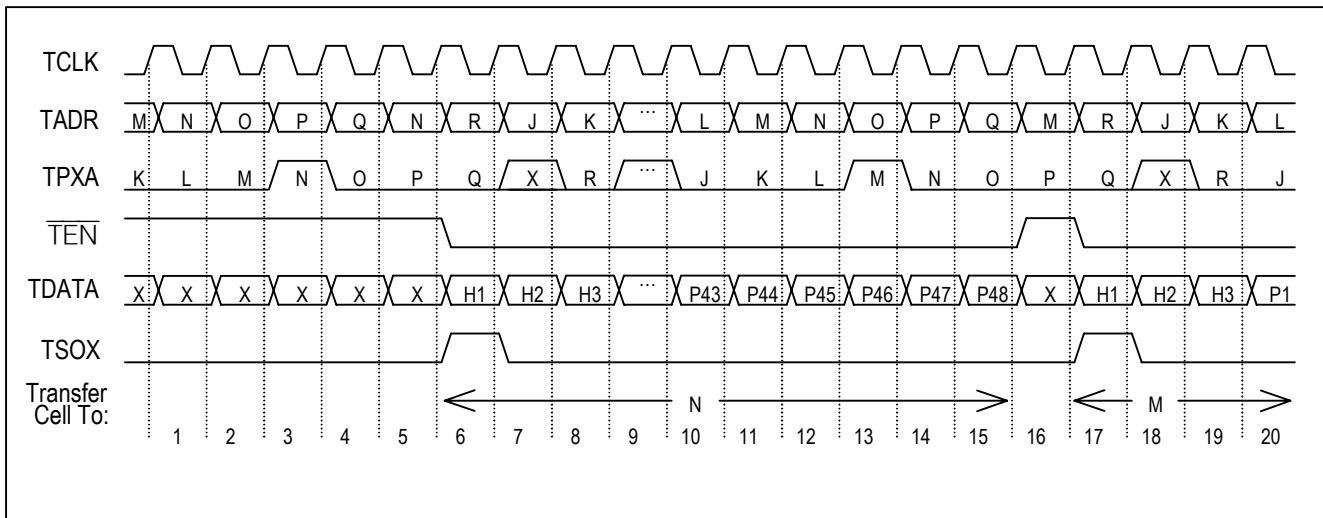 TCLK
TADR M N O P Q N R J K ... L M N O P Q M R J K L
TPXA K L M N O P Q X R ... J K L M N O P Q X R J
TEN
TDATA X X X X X X H1 H2 H3 ... P43 P44 P45 P46 P47 P48 X H1 H2 H3 P1
TSOX
Transfer
Cell To: N M
1 2 3 4 5 6 7 8 9 10 11 12 13 14 15 16 17 18 19 20